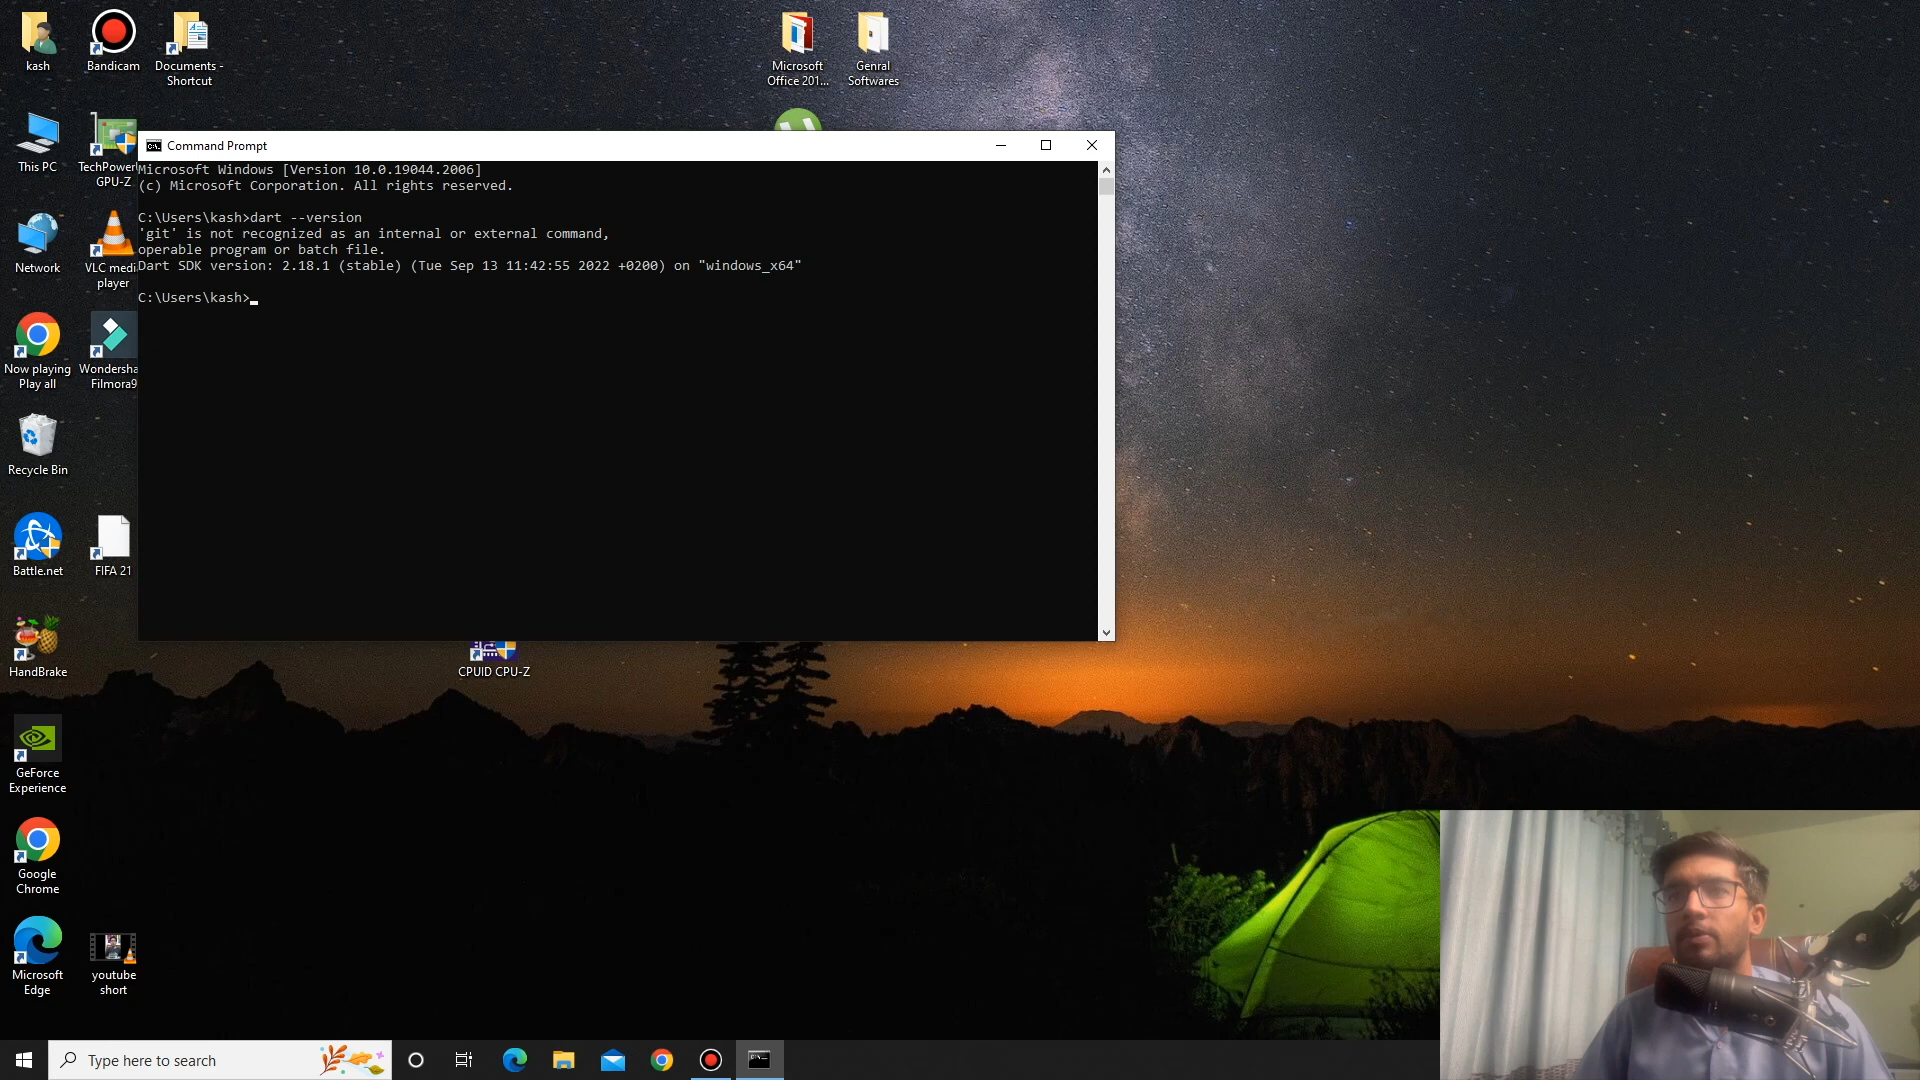 kash
Bandicam
Documents -
Shortcut
Microsoft
Office 201...
Genral
Softwares
This PC
TechPowerU
GPU-Z
Network
VLC medi
player
Now playing
Play all
Wondersha
Filmora9
Recycle Bin
Battle.net
FIFA 21
HandBrake
CPUID CPU-Z
GeForce
Experience
Google
Chrome
Microsoft
Edge
youtube
short
Command Prompt
Microsoft Windows [Version 10.0.19044.2006]
(c) Microsoft Corporation. All rights reserved.
C:\Users\kash>dart --version
'git' is not recognized as an internal or external command,
operable program or batch file.
Dart SDK version: 2.18.1 (stable) (Tue Sep 13 11:42:55 2022 +0200) on "windows_x64"
C:\Users\kash>
Type here to search